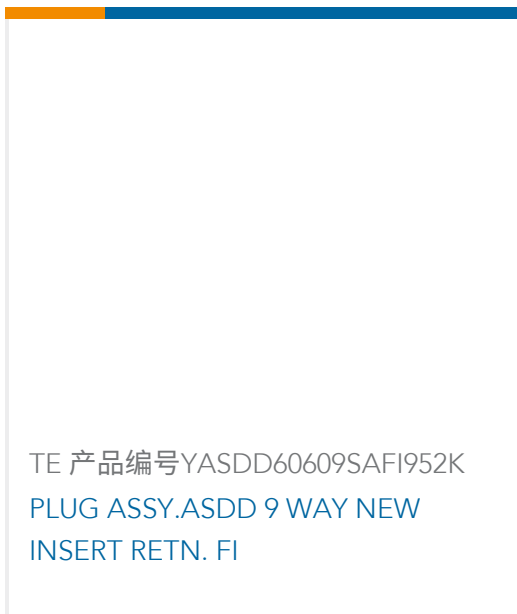 TE 产品编号YASDD60609SAFI952K
PLUG ASSY.ASDD 9 WAY NEW
INSERT RETN. FI